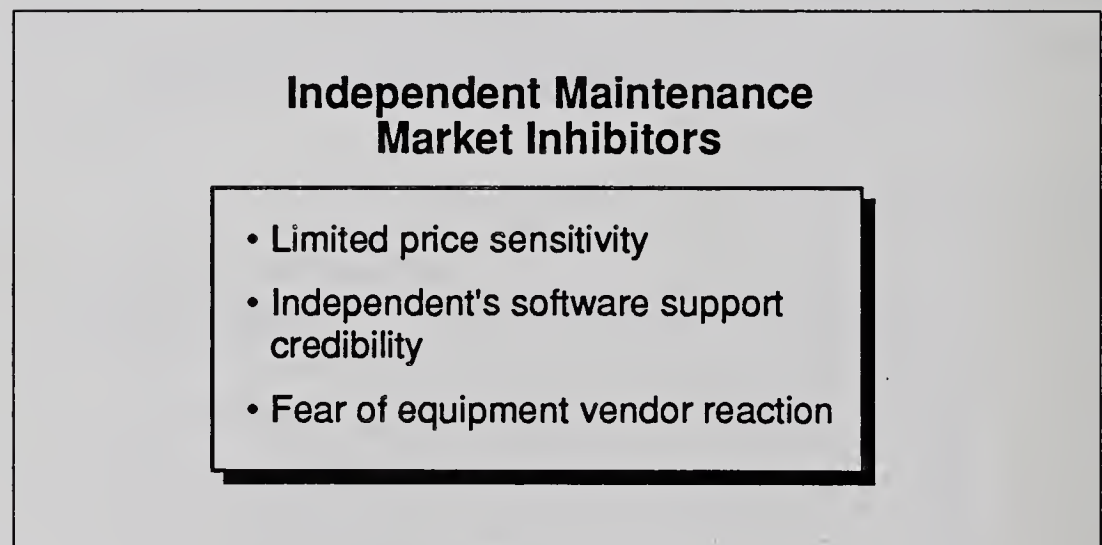 Independent Maintenance
Market Inhibitors
• Limited price sensitivity
• Independent's software support
credibility
• Fear of equipment vendor reaction